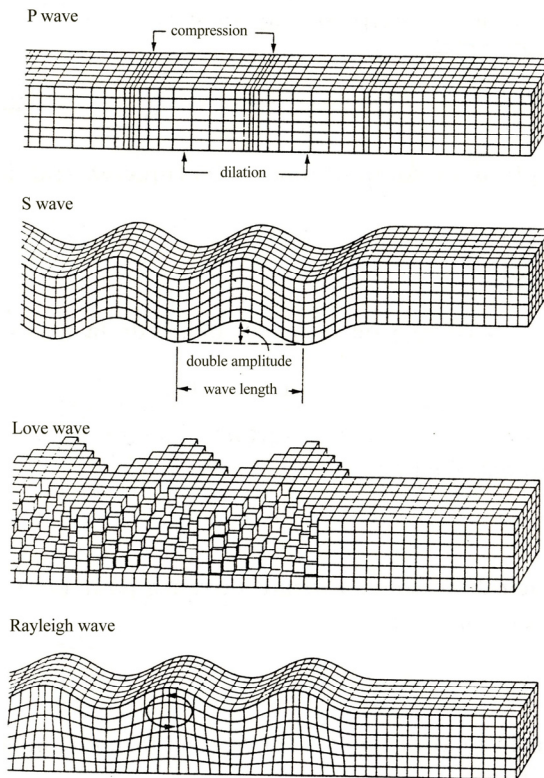 P wave
compression
dilation
S wave
double amplitude
wave length
Love wave
Rayleigh wave